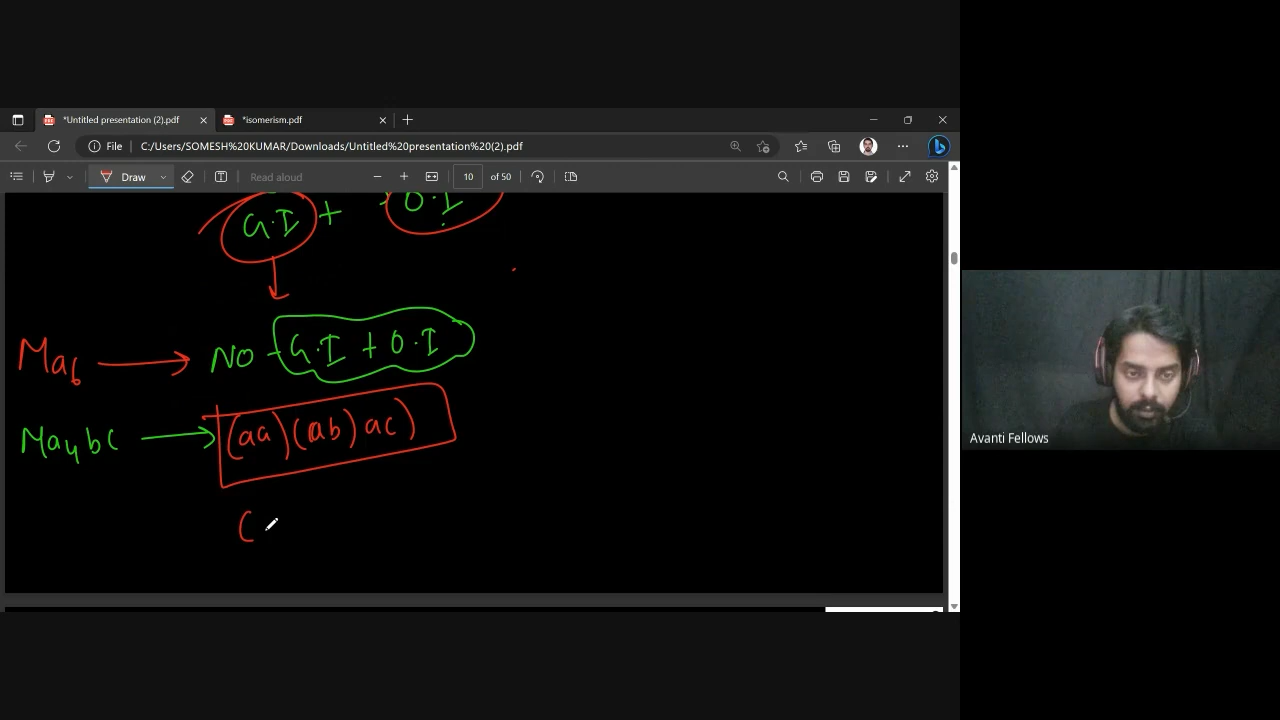 *Untitled presentation (2).pdf
*isomerism.pdf
File
C:/Users/SOMESH%20KUMAR/Downloads/Untitled%20presentation%20(2).pdf
Draw
Read aloud
10 of 50
G.I + O.I
Ma6 → NO - G.I + O.I
Ma4bc → (aa)(ab)ac)
(
Avanti Fellows